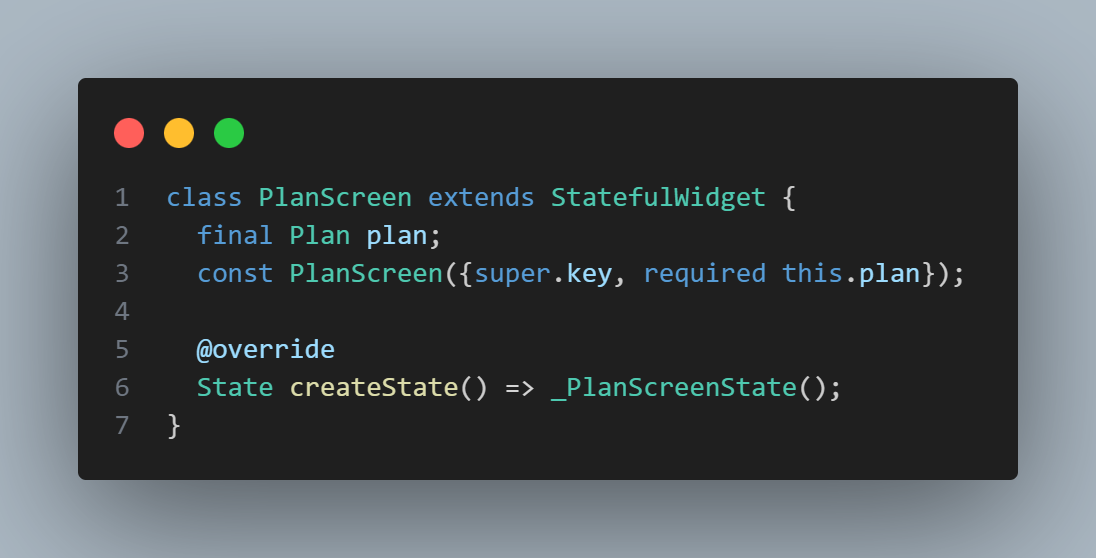 1 class PlanScreen extends StatefulWidget {
2   final Plan plan;
3   const PlanScreen({super.key, required this.plan});
4
5   @override
6   State createState() => _PlanScreenState();
7 }